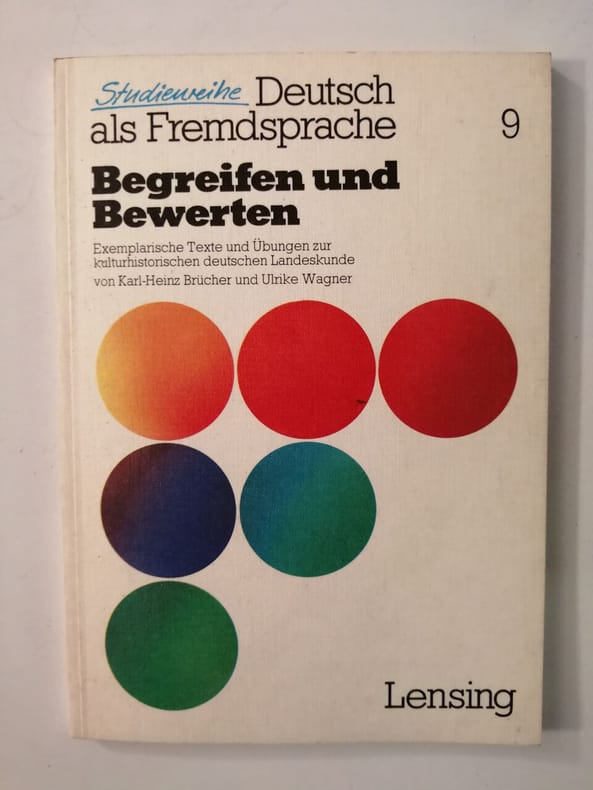 Studienreihe Deutsch
als Fremdsprache 9
Begreifen und
Bewerten
Exemplarische Texte und Übungen zur
kulturhistorischen deutschen Landeskunde
von Karl-Heinz Brücher und Ulrike Wagner
Lensing